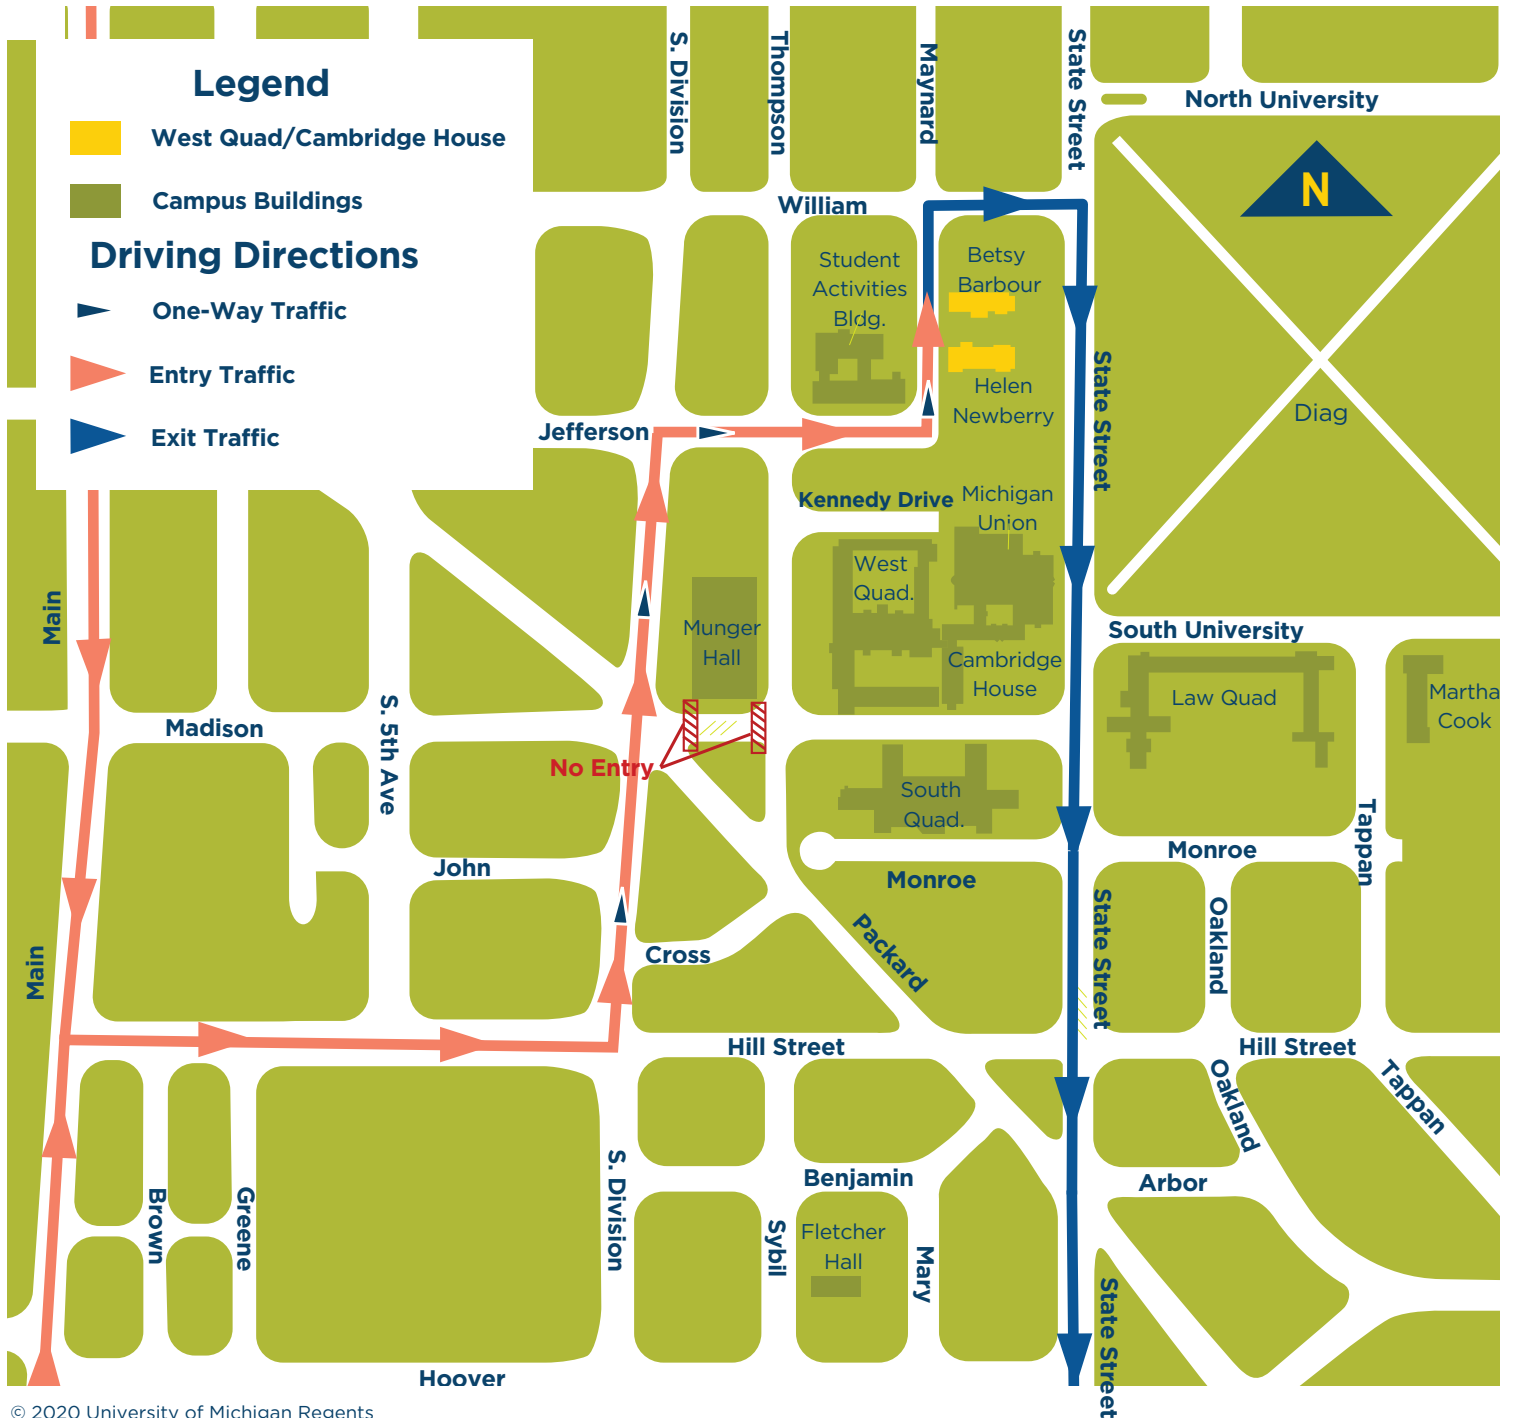 Legend
West Quad/Cambridge House
Campus Buildings
Driving Directions
One-Way Traffic
Entry Traffic
Exit Traffic
S. Division
Thompson
Maynard
State Street
North University
N
William
Student
Activities
Bldg.
Betsy
Barbour
Helen
Newberry
State Street
Diag
Jefferson
Kennedy Drive
Michigan
Union
West
Quad.
Munger
Hall
Cambridge
House
South University
Law Quad
Martha
Cook
Main
Madison
S. 5th Ave
No Entry
South
Quad.
Tappan
John
Monroe
Monroe
Main
Cross
Packard
State Street
Oakland
Hill Street
Hill Street
Oakland
Tappan
Brown
Greene
S. Division
Benjamin
Arbor
Sybil
Fletcher
Hall
Mary
State Street
Hoover
© 2020 University of Michigan Regents